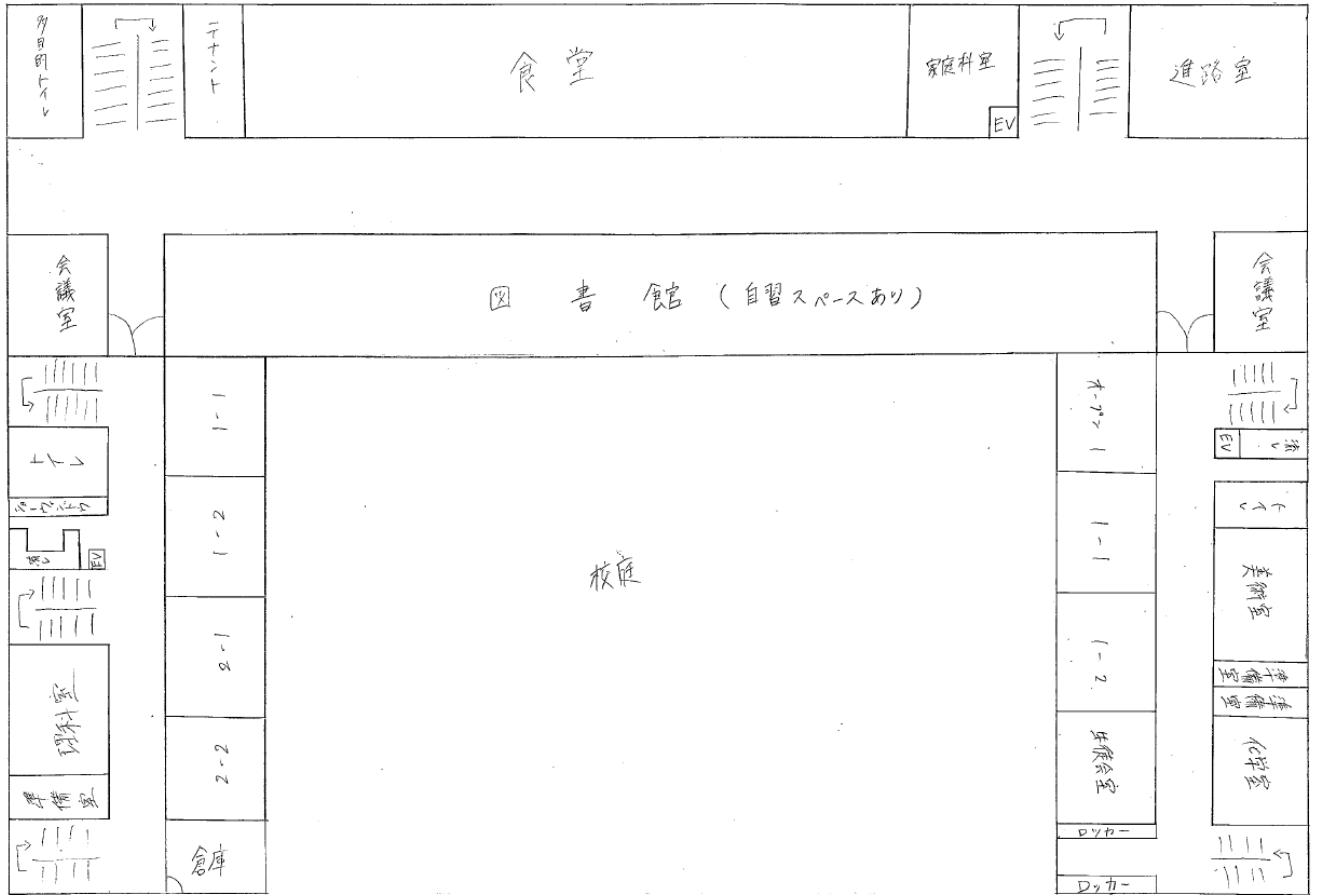 多目的トイレ
テナント
食堂
家庭科室
EV
進路室
会議室
図書館(自習スペースあり)
会議室
1-1
オープン1
トイレ
1-2
流し
EV
校庭
1-1
トイレ
流し
EV
2-1
1-2
美術室
準備室
準備室
理科室
2-2
生徒会室
化学室
準備室
倉庫
ロッカー
ロッカー